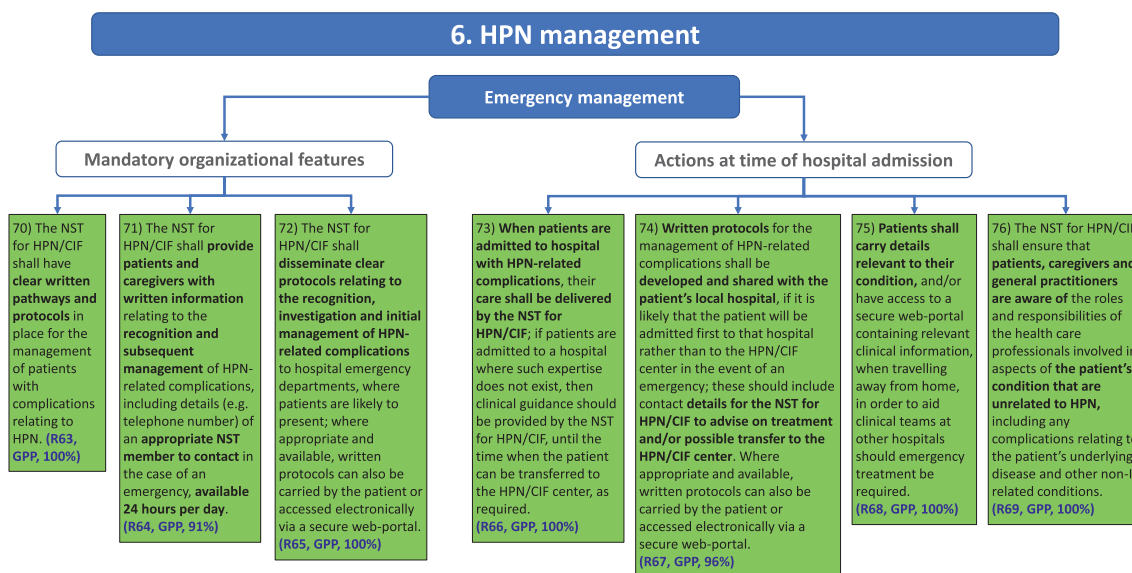 6. HPN management
Emergency management
Mandatory organizational features
Actions at time of hospital admission
70) The NST
for HPN/CIF
shall have
clear written
pathways and
protocols in
place for the
management
of patients
with
complications
relating to
HPN. (R63,
GPP, 100%)
71) The NST for
HPN/CIF shall provide
patients and
caregivers with
written information
relating to the
recognition and
subsequent
management of HPN-
related complications,
including details (e.g.
telephone number) of
an appropriate NST
member to contact in
the case of an
emergency, available
24 hours per day.
(R64, GPP, 91%)
72) The NST for
HPN/CIF shall
disseminate clear
protocols relating to
the recognition,
investigation and initial
management of HPN-
related complications
to hospital emergency
departments, where
patients are likely to
present; where
appropriate and
available, written
protocols can also be
carried by the patient or
accessed electronically
via a secure web-portal.
(R65, GPP, 100%)
73) When patients are
admitted to hospital
with HPN-related
complications, their
care shall be delivered
by the NST for
HPN/CIF; if patients are
admitted to a hospital
where such expertise
does not exist, then
clinical guidance should
be provided by the NST
for HPN/CIF, until the
time when the patient
can be transferred to
the HPN/CIF center, as
required.
(R66, GPP, 100%)
74) Written protocols for the
management of HPN-related
complications shall be
developed and shared with the
patient's local hospital, if it is
likely that the patient will be
admitted first to that hospital
rather than to the HPN/CIF
center in the event of an
emergency; these should include
contact details for the NST for
HPN/CIF to advise on treatment
and/or possible transfer to the
HPN/CIF center. Where
appropriate and available,
written protocols can also be
carried by the patient or
accessed electronically via a
secure web-portal.
(R67, GPP, 96%)
75) Patients shall
carry details
relevant to their
condition, and/or
have access to a
secure web-portal
containing relevant
clinical information,
when travelling
away from home,
in order to aid
clinical teams at
other hospitals
should emergency
treatment be
required.
(R68, GPP, 100%)
76) The NST for HPN/CIF
shall ensure that
patients, caregivers and
general practitioners
are aware of the roles
and responsibilities of
the health care
professionals involved in
aspects of the patient's
condition that are
unrelated to HPN,
including any
complications relating to
the patient's underlying
disease and other non-I
related conditions.
(R69, GPP, 100%)